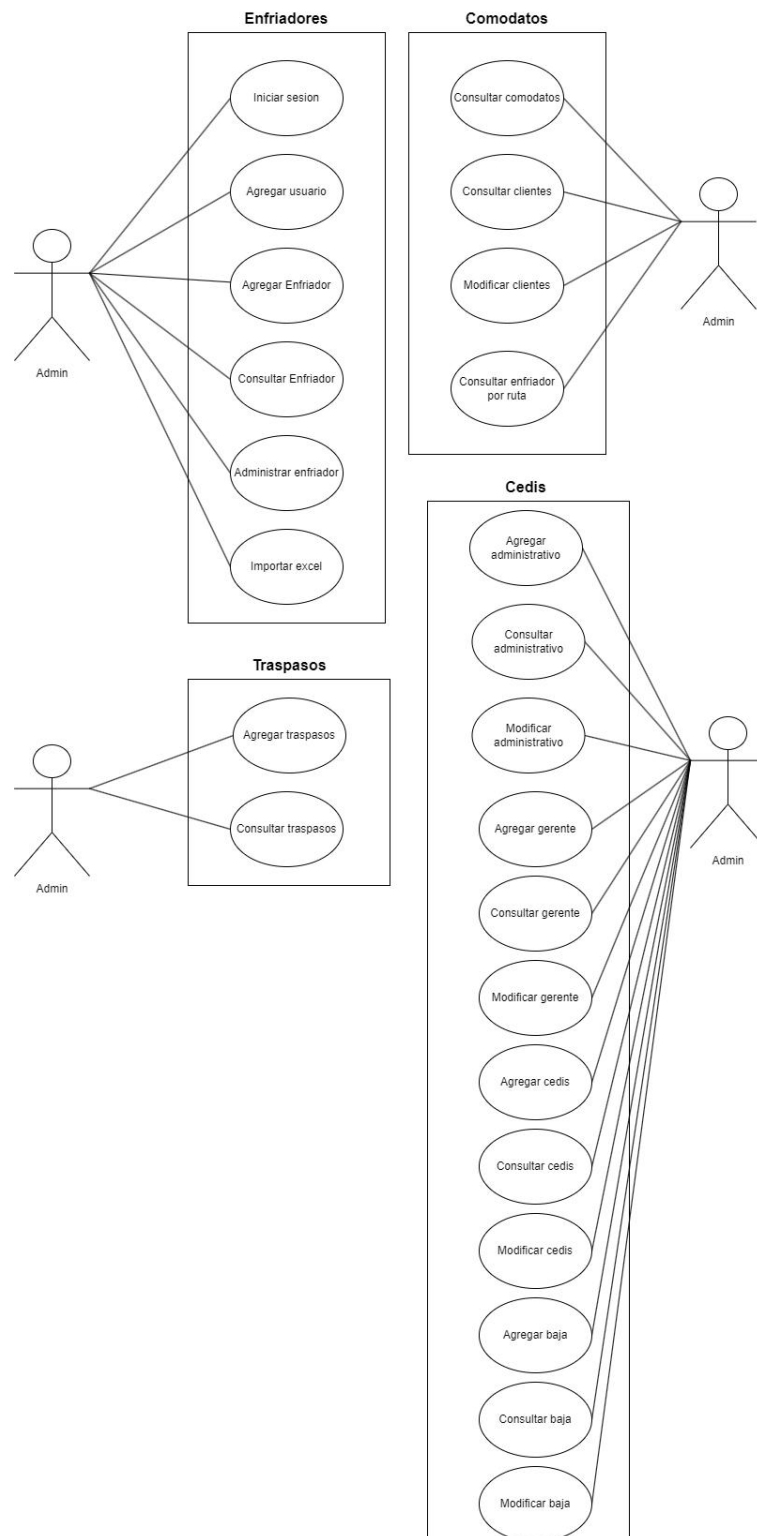 Enfriadores
Iniciar sesion
Agregar usuario
Agregar Enfriador
Consultar Enfriador
Administrar enfriador
Importar excel
Admin
Comodatos
Consultar comodatos
Consultar clientes
Modificar clientes
Consultar enfriador
por ruta
Admin
Traspasos
Agregar traspasos
Consultar traspasos
Admin
Cedis
Agregar
administrativo
Consultar
administrativo
Modificar
administrativo
Agregar gerente
Consultar gerente
Modificar gerente
Agregar cedis
Consultar cedis
Modificar cedis
Agregar baja
Consultar baja
Modificar baja
Admin